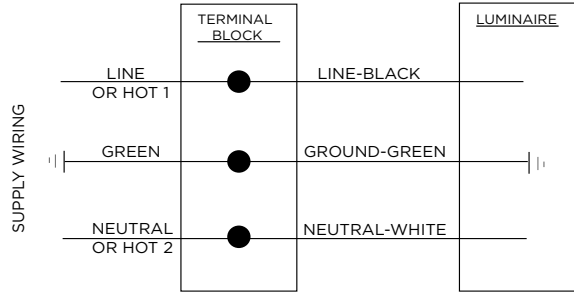 TERMINAL
BLOCK
LUMINAIRE
SUPPLY WIRING
LINE
OR HOT 1
LINE-BLACK
GREEN
GROUND-GREEN
NEUTRAL
OR HOT 2
NEUTRAL-WHITE